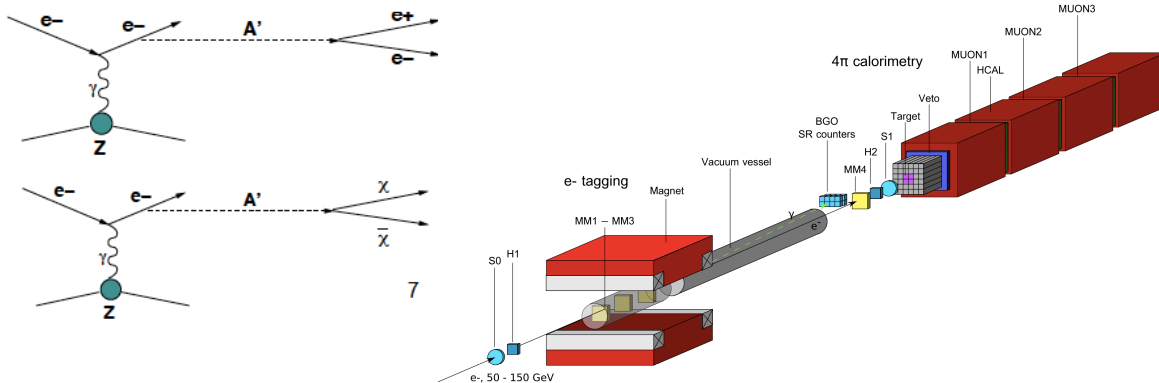 e−
e−
A'
e+
e−
γ
Z
e−
e−
A'
χ
χ̅
γ
Z
7
MUON3
MUON2
4π calorimetry
MUON1
HCAL
Veto
Target
BGO
SR counters
S1
H2
MM4
Vacuum vessel
e- tagging
Magnet
γ
e-
MM1 − MM3
S0
H1
e-, 50 - 150 GeV